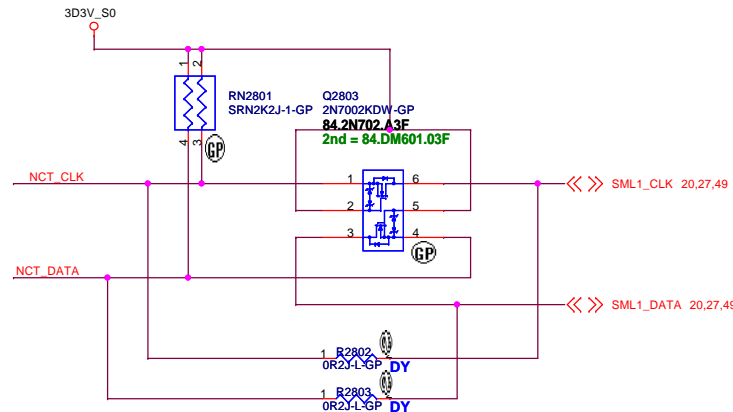 3D3V_S0
1 2
RN2801
SRN2K2J-1-GP
4 3
GP
Q2803
2N7002KDW-GP
84.2N702.A3F
2nd = 84.DM601.03F
NCT_CLK
1 6
SML1_CLK 20,27,49
2 5
3 4
GP
NCT_DATA
SML1_DATA 20,27,49
1 R2802 2
0R2J-L-GP DY
1 R2803 2
0R2J-L-GP DY